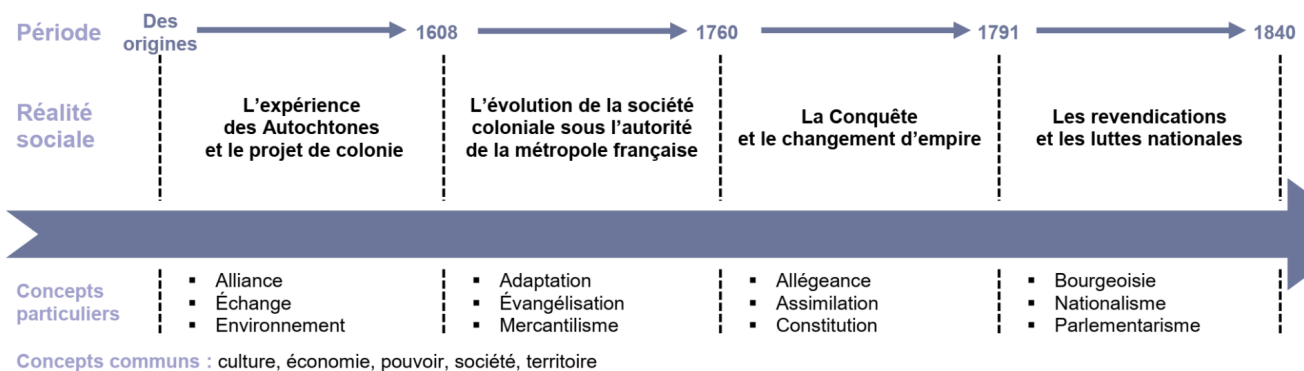 Période
Des
origines
1608
1760
1791
1840
Réalité
sociale
L'expérience
des Autochtones
et le projet de colonie
L'évolution de la société
coloniale sous l'autorité
de la métropole française
La Conquête
et le changement d'empire
Les revendications
et les luttes nationales
Concepts
particuliers
▪ Alliance
▪ Échange
▪ Environnement
▪ Adaptation
▪ Évangélisation
▪ Mercantilisme
▪ Allégeance
▪ Assimilation
▪ Constitution
▪ Bourgeoisie
▪ Nationalisme
▪ Parlementarisme
Concepts communs : culture, économie, pouvoir, société, territoire